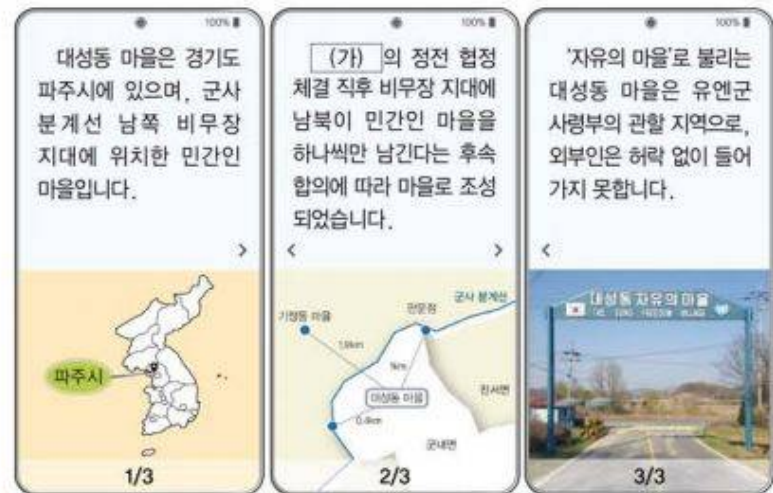 100%
대성동 마을은 경기도
파주시에 있으며, 군사
분계선 남쪽 비무장
지대에 위치한 민간인
마을입니다.
>
파주시
1/3
100%
(가) 의 정전 협정
체결 직후 비무장 지대에
남북이 민간인 마을을
하나씩만 남긴다는 후속
합의에 따라 마을로 조성
되었습니다.
< >
군사 분계선
기정동 마을
판문점
1.8km
1km
대성동 마을
진서면
0.4km
군내면
2/3
100%
'자유의 마을'로 불리는
대성동 마을은 유엔군
사령부의 관할 지역으로,
외부인은 허락 없이 들어
가지 못합니다.
<
대성동 자유의 마을
TAE SUNG FREEDOM VILLAGE
3/3